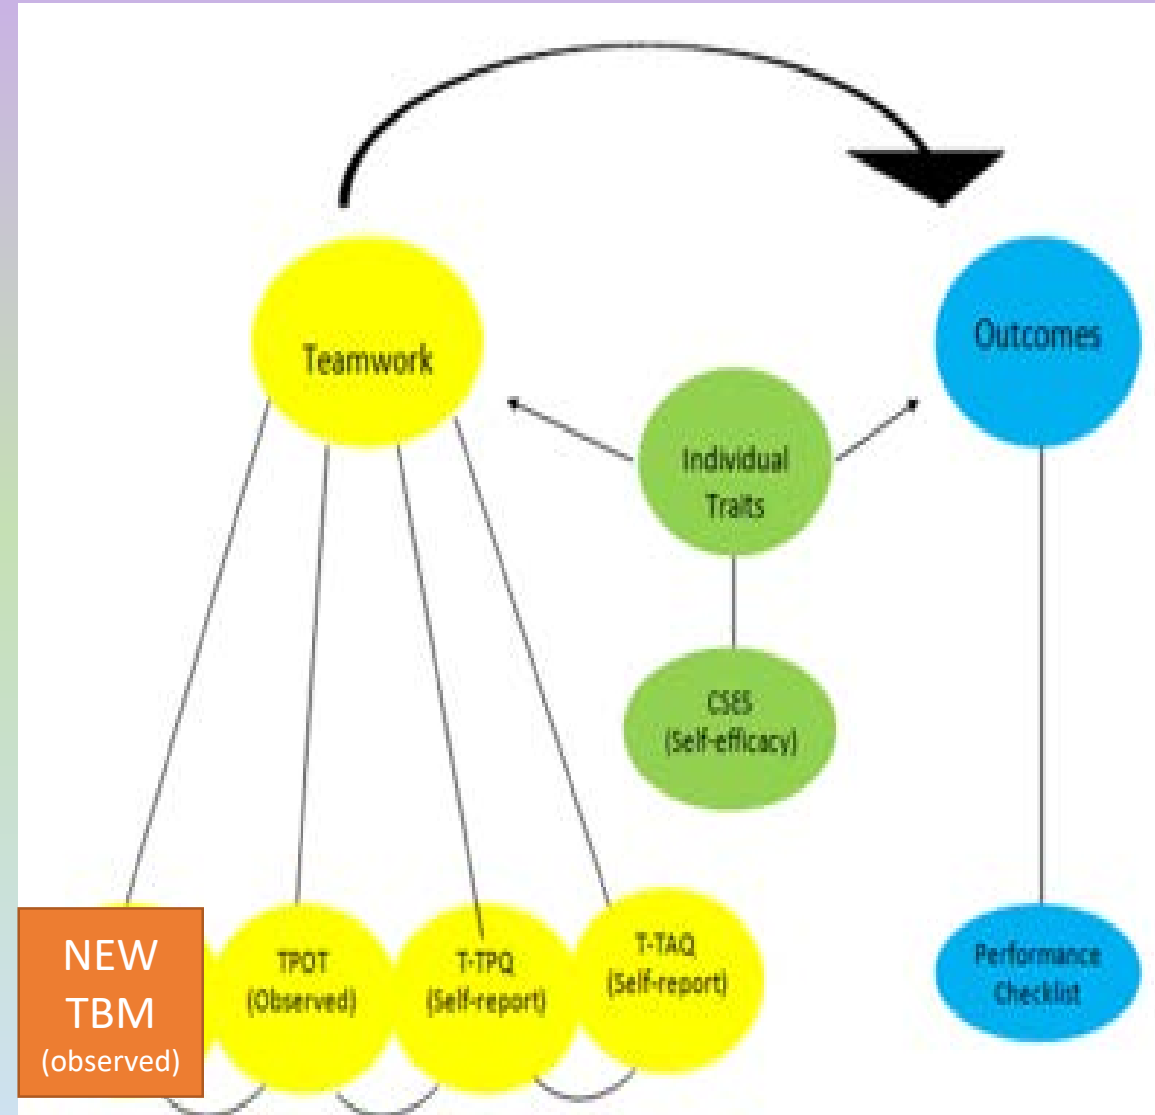 Teamwork
Outcomes
Individual
Traits
CSES
(Self-efficacy)
NEW
TBM
(observed)
TPOT
(Observed)
T-TPQ
(Self-report)
T-TAQ
(Self-report)
Performance
Checklist